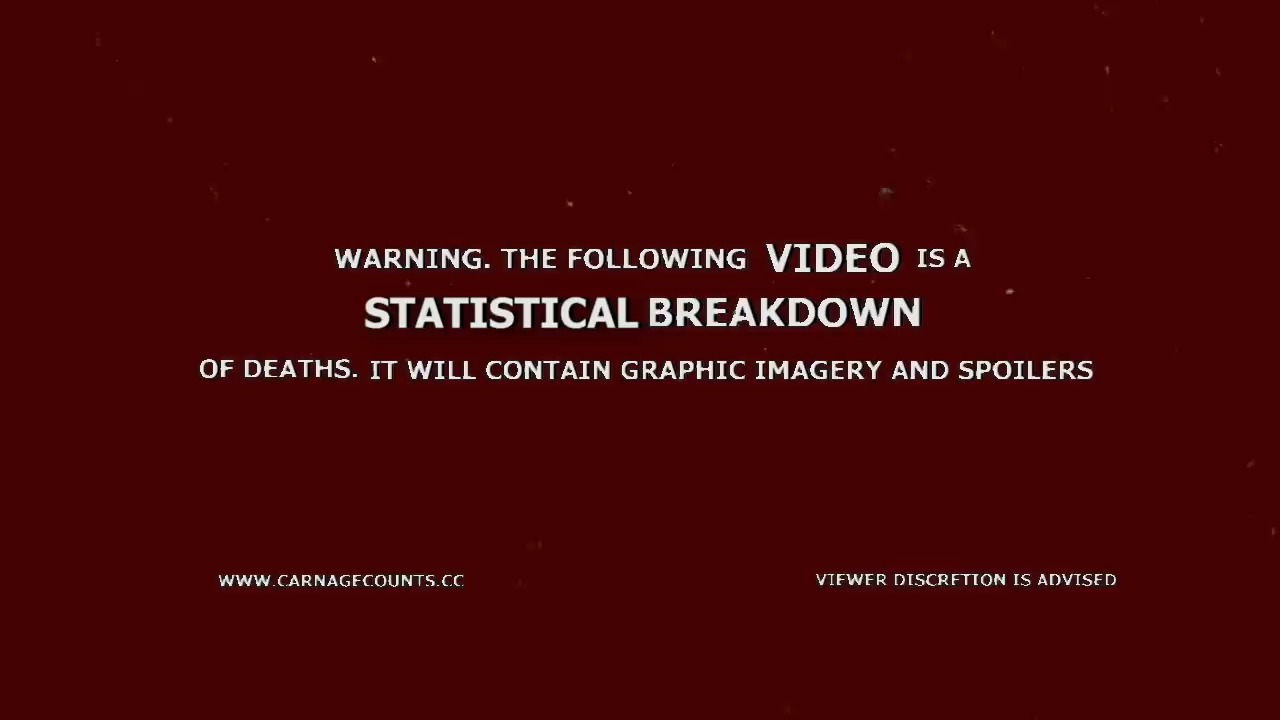 WARNING. THE FOLLOWING VIDEO IS A
STATISTICAL BREAKDOWN
OF DEATHS. IT WILL CONTAIN GRAPHIC IMAGERY AND SPOILERS
WWW.CARNAGECOUNTS.CC
VIEWER DISCRETION IS ADVISED